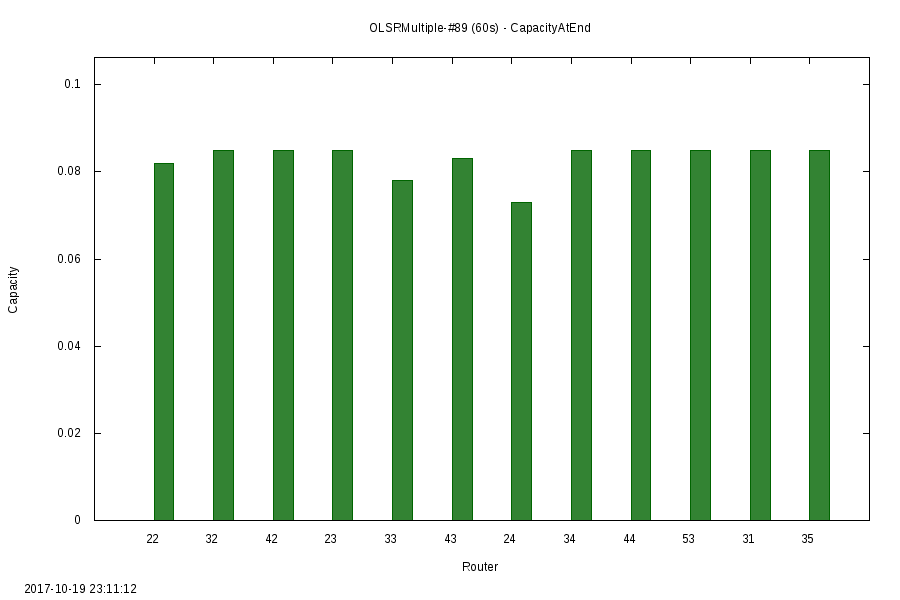 OLSRMultiple-#89 (60s) - CapacityAtEnd
0.1
0.08
0.06
0.04
0.02
0
Capacity
22 32 42 23 33 43 24 34 44 53 31 35
Router
2017-10-19 23:11:12